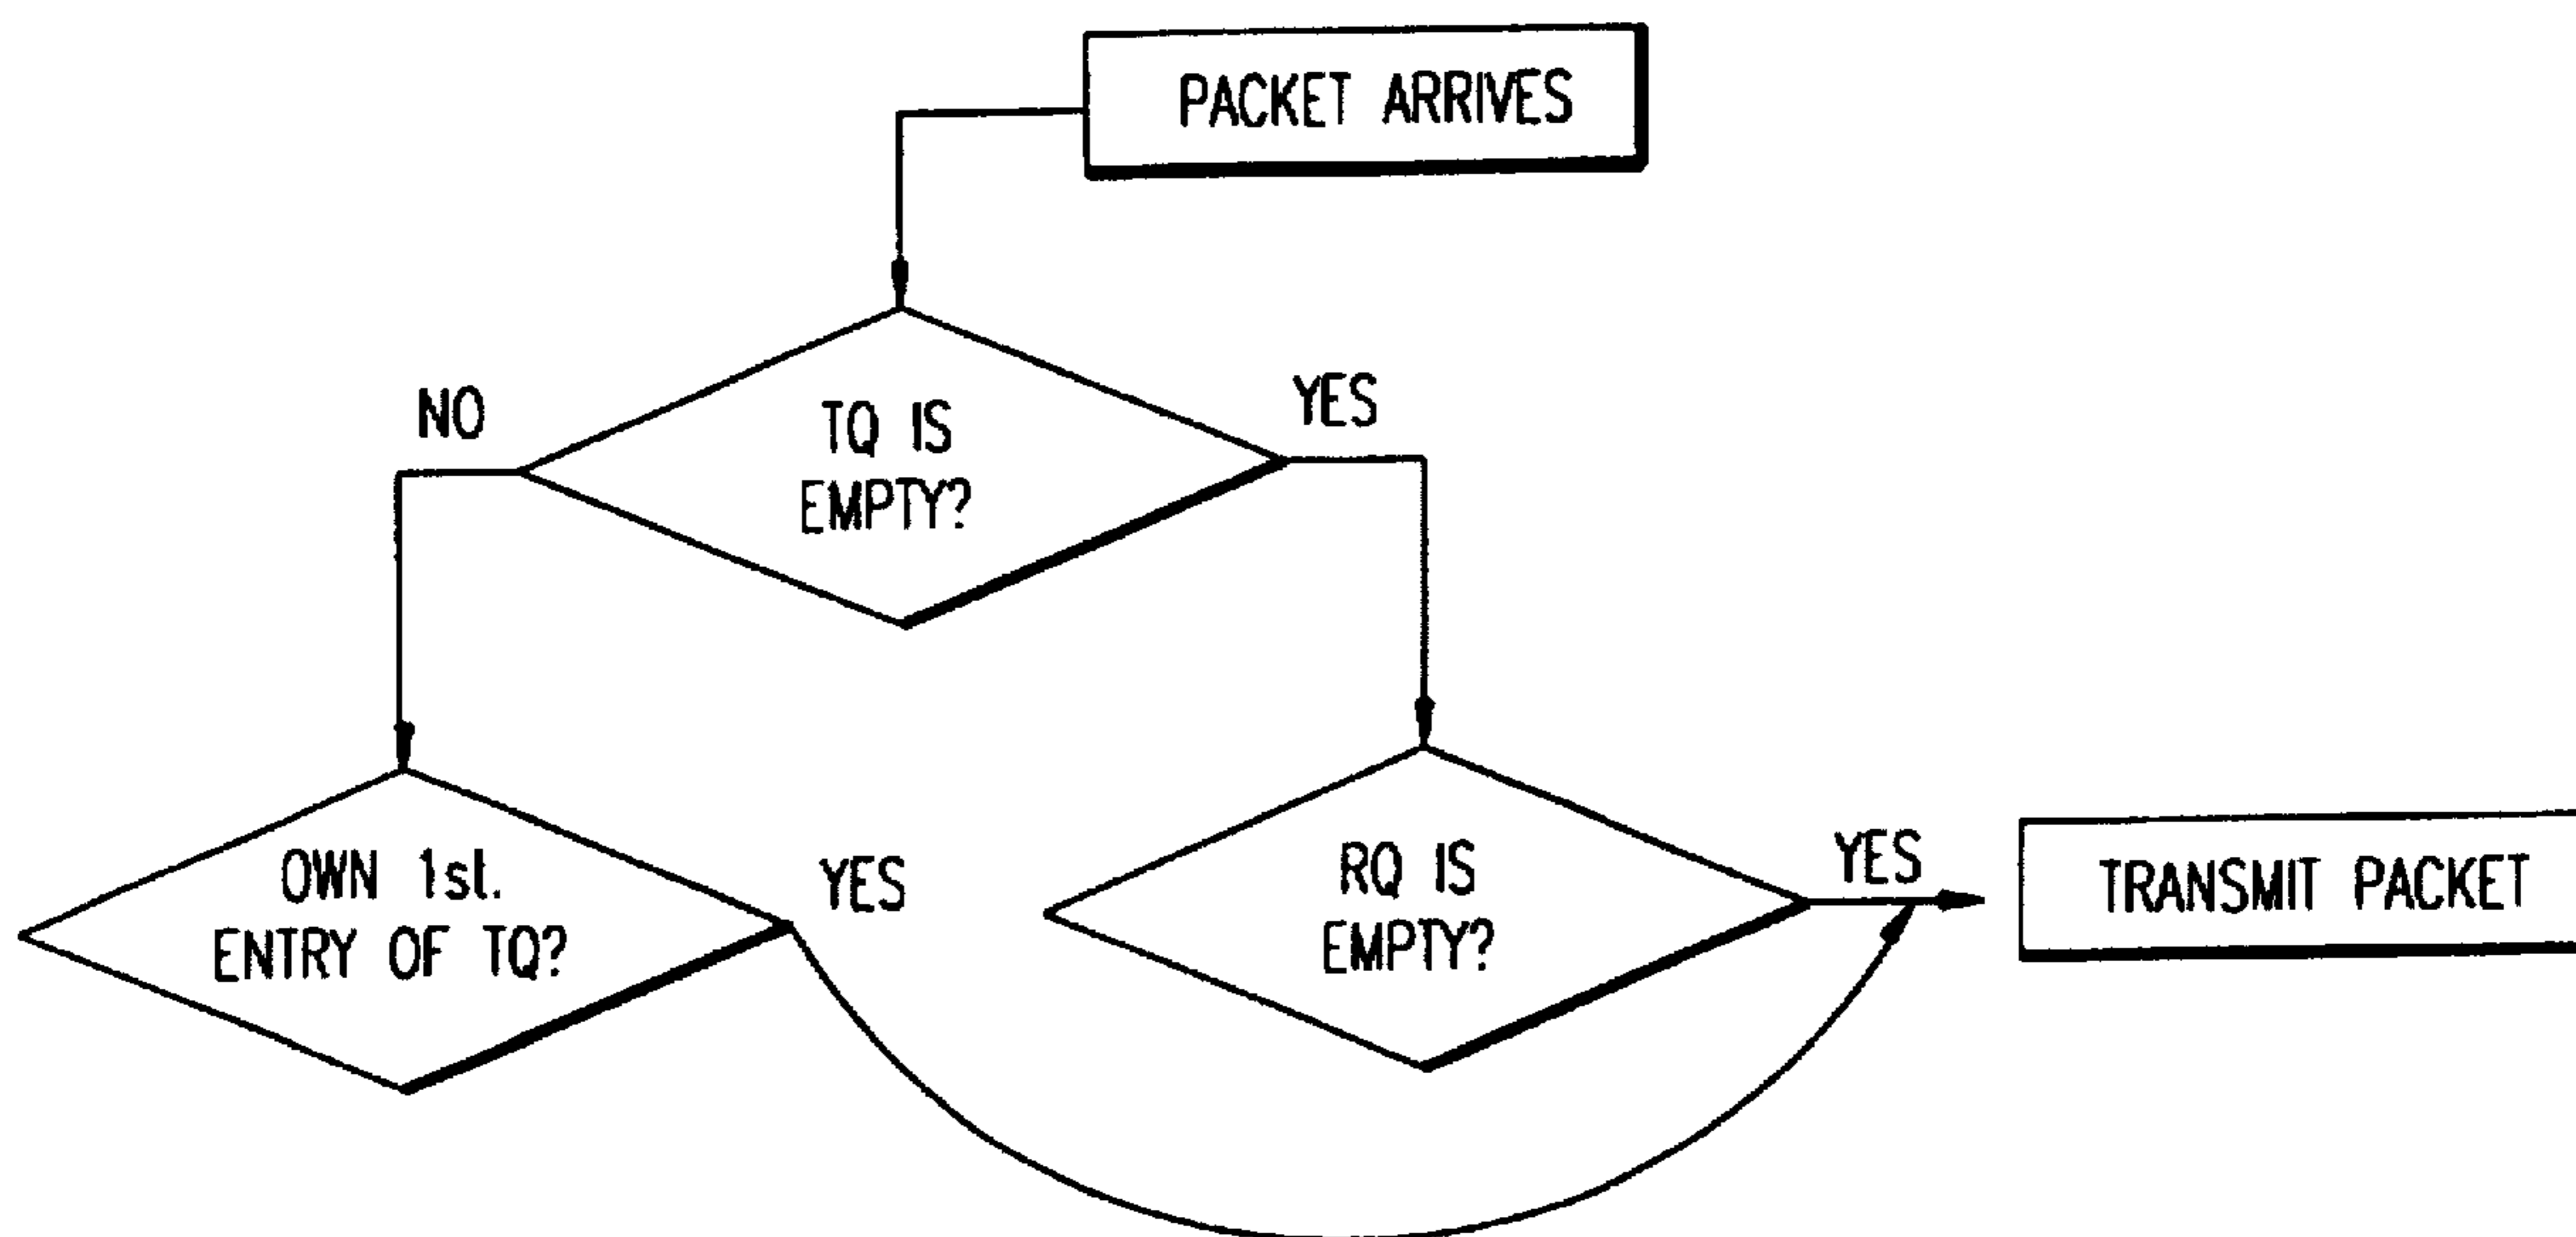 PACKET ARRIVES
NO
YES
TQ IS
EMPTY?
OWN 1st.
ENTRY OF TQ?
YES
RQ IS
EMPTY?
YES
TRANSMIT PACKET